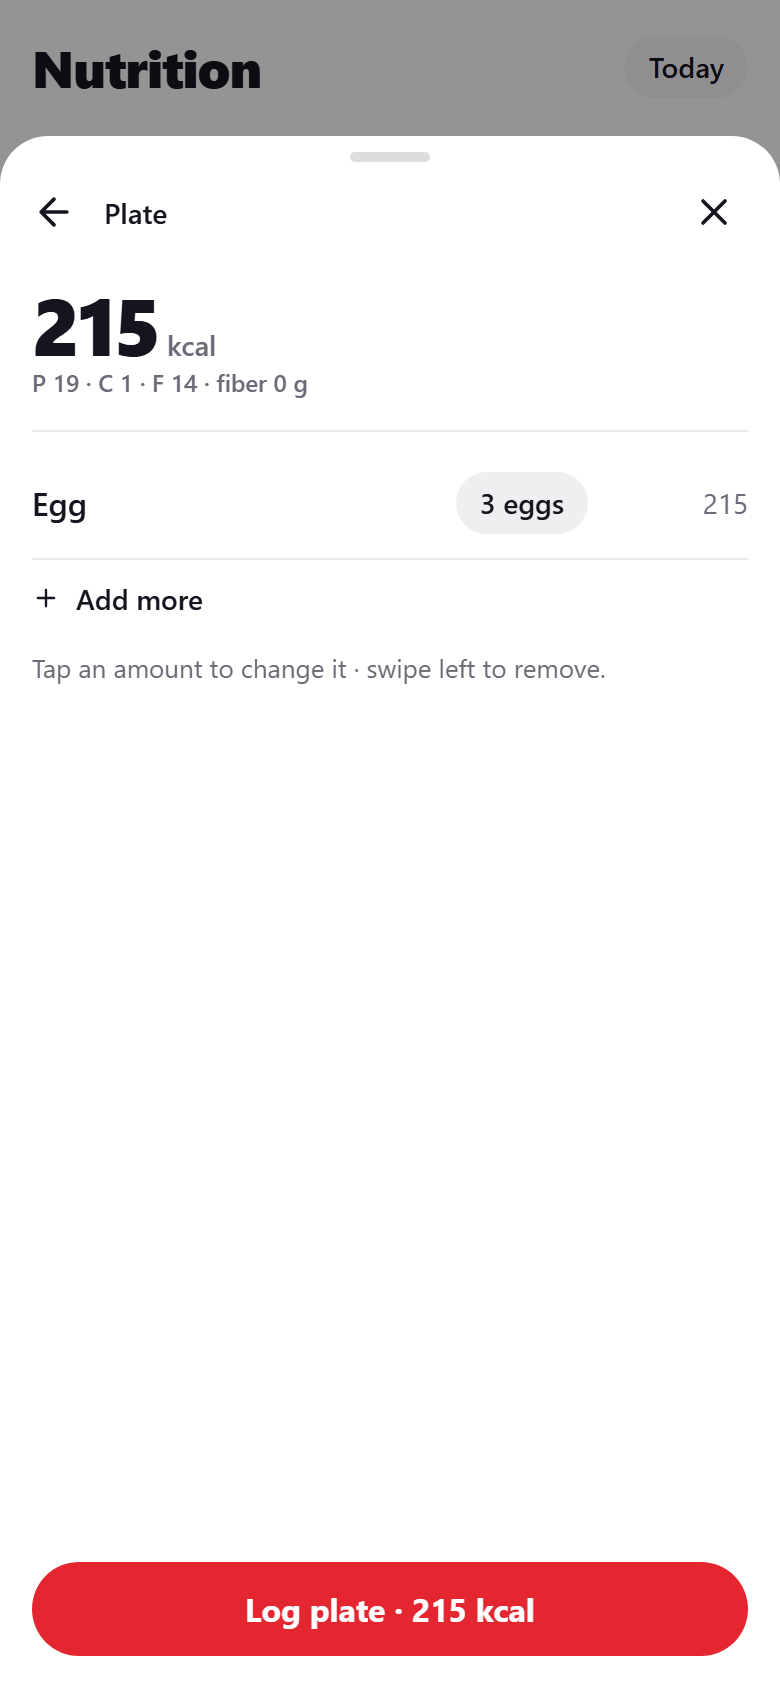 Nutrition
Today
Plate
215 kcal
P 19 · C 1 · F 14 · fiber 0 g
Egg 3 eggs 215
+ Add more
Tap an amount to change it · swipe left to remove.
Log plate · 215 kcal